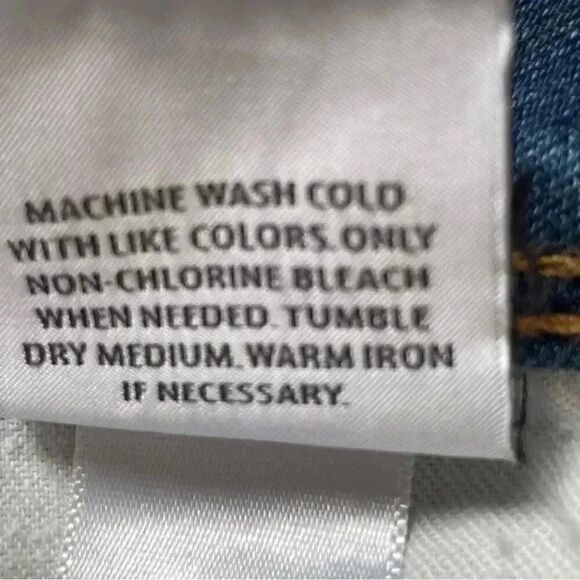 MACHINE WASH COLD
WITH LIKE COLORS. ONLY
NON-CHLORINE BLEACH
WHEN NEEDED. TUMBLE
DRY MEDIUM. WARM IRON
IF NECESSARY.